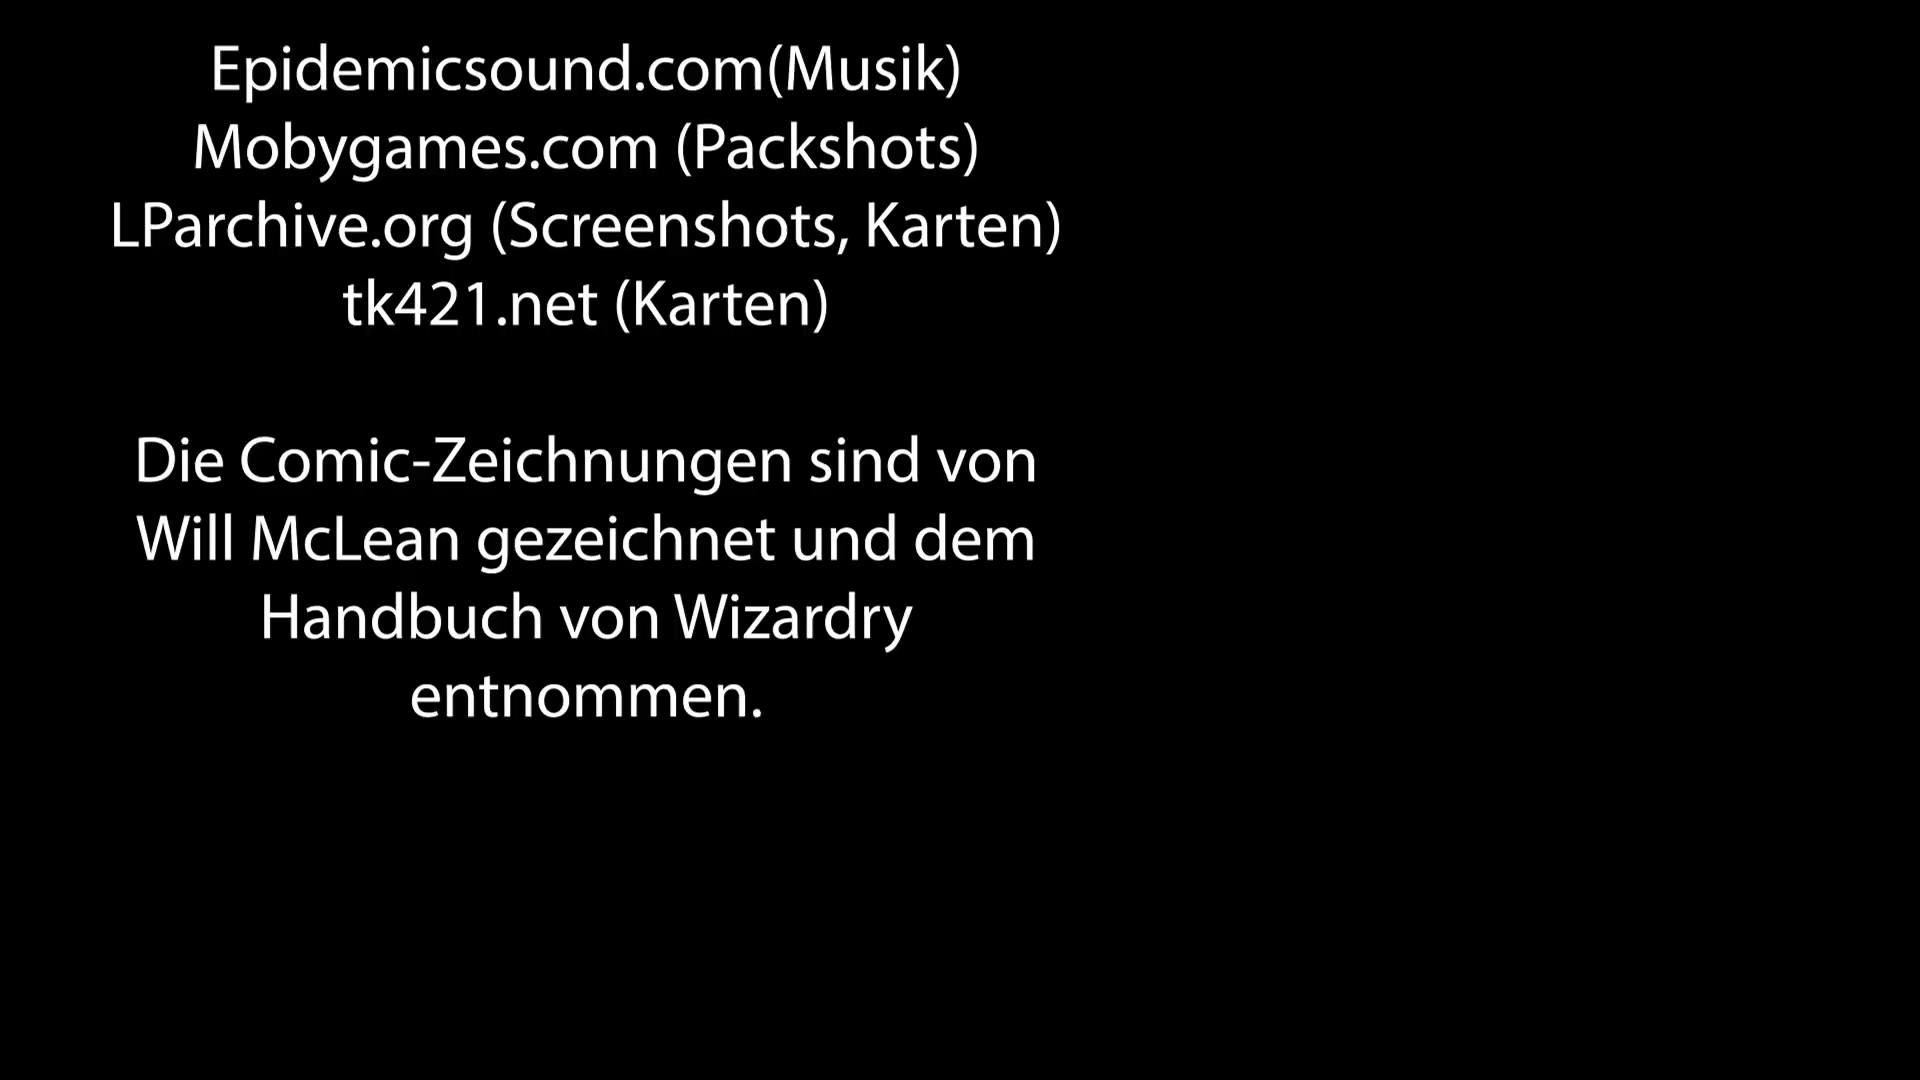 Epidemicsound.com(Musik)
Mobygames.com (Packshots)
LParchive.org (Screenshots, Karten)
tk421.net (Karten)
Die Comic-Zeichnungen sind von
Will McLean gezeichnet und dem
Handbuch von Wizardry
entnommen.